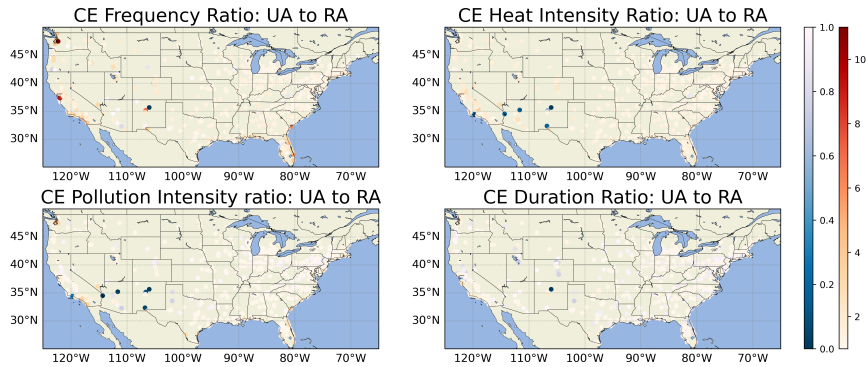 CE Frequency Ratio: UA to RA
CE Heat Intensity Ratio: UA to RA
45°N
40°N
35°N
30°N
120°W 110°W 100°W 90°W 80°W 70°W
45°N
40°N
35°N
30°N
120°W 110°W 100°W 90°W 80°W 70°W
CE Pollution Intensity ratio: UA to RA
CE Duration Ratio: UA to RA
45°N
40°N
35°N
30°N
120°W 110°W 100°W 90°W 80°W 70°W
45°N
40°N
35°N
30°N
120°W 110°W 100°W 90°W 80°W 70°W
1.0
0.8
0.6
0.4
0.2
0.0
10
8
6
4
2